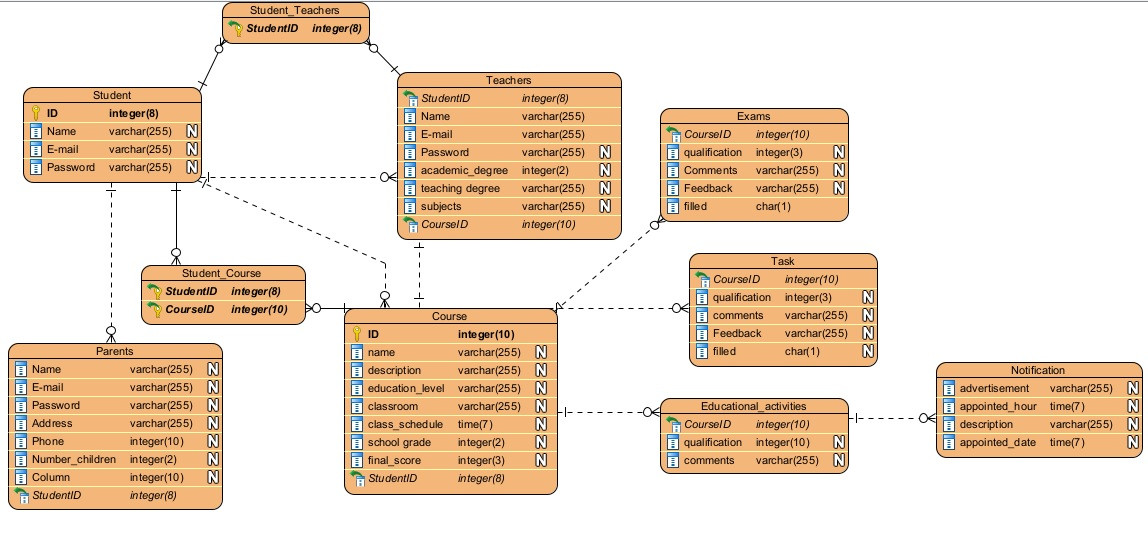 Student_Teachers
StudentID integer(8)
Student
ID integer(8)
Name varchar(255) N
E-mail varchar(255) N
Password varchar(255) N
Teachers
StudentID integer(8)
Name varchar(255)
E-mail varchar(255)
Password varchar(255) N
academic_degree integer(2) N
teaching degree varchar(255) N
subjects varchar(255) N
CourseID integer(10)
Exams
CourseID integer(10)
qualification integer(3) N
Comments varchar(255) N
Feedback varchar(255) N
filled char(1)
Student_Course
StudentID integer(8)
CourseID integer(10)
Task
CourseID integer(10)
qualification integer(3) N
comments varchar(255) N
Feedback varchar(255) N
filled char(1) N
Parents
Name varchar(255) N
E-mail varchar(255) N
Password varchar(255) N
Address varchar(255) N
Phone integer(10) N
Number_children integer(2) N
Column integer(10) N
StudentID integer(8)
Course
ID integer(10)
name varchar(255) N
description varchar(255) N
education_level varchar(255) N
classroom varchar(255) N
class_schedule time(7) N
school grade integer(2) N
final_score integer(3) N
StudentID integer(8)
Educational_activities
CourseID integer(10)
qualification integer(10) N
comments varchar(255) N
Notification
advertisement varchar(255) N
appointed_hour time(7) N
description varchar(255) N
appointed_date time(7) N